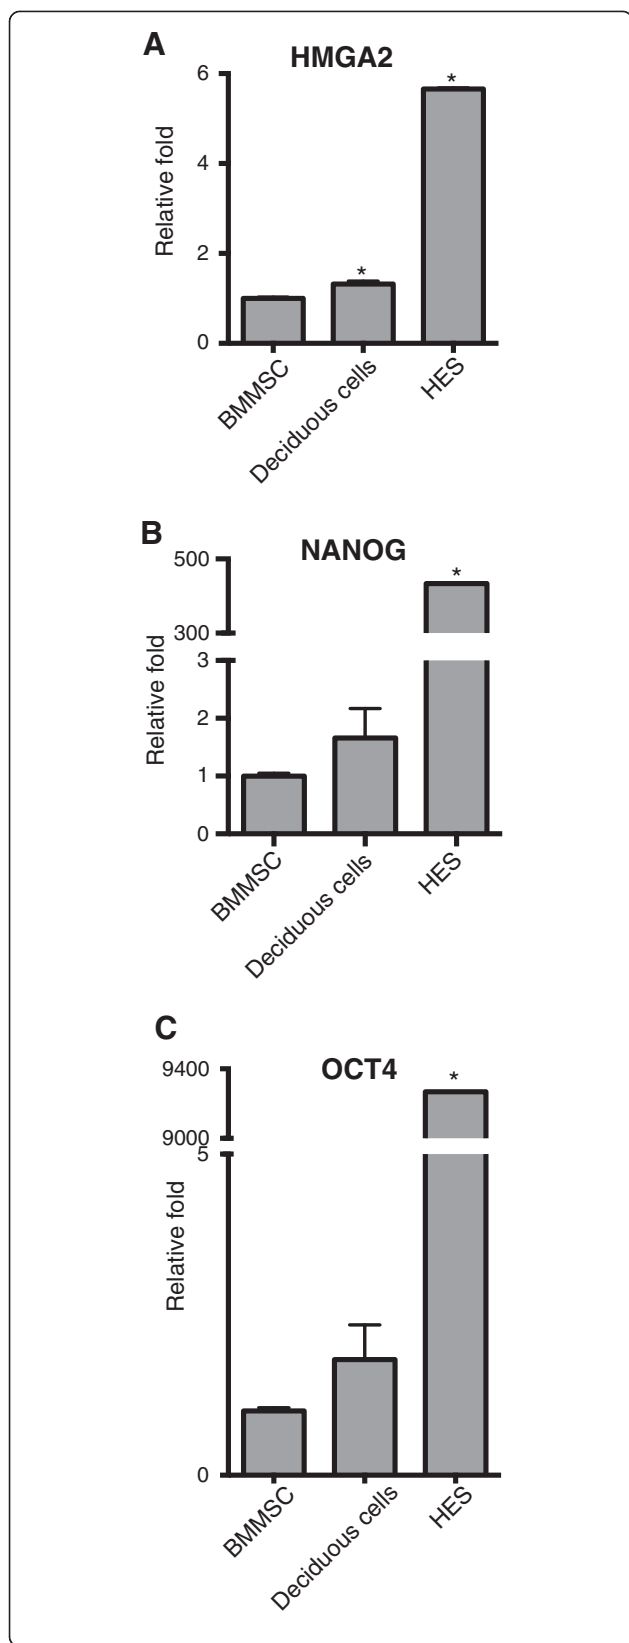 A
HMGA2
6
*
4
Relative fold
2
*
0
BMMSC
Deciduous cells
HES
B
NANOG
500
*
300
3
Relative fold
2
1
0
BMMSC
Deciduous cells
HES
C
OCT4
9400
*
9000
5
Relative fold
0
BMMSC
Deciduous cells
HES